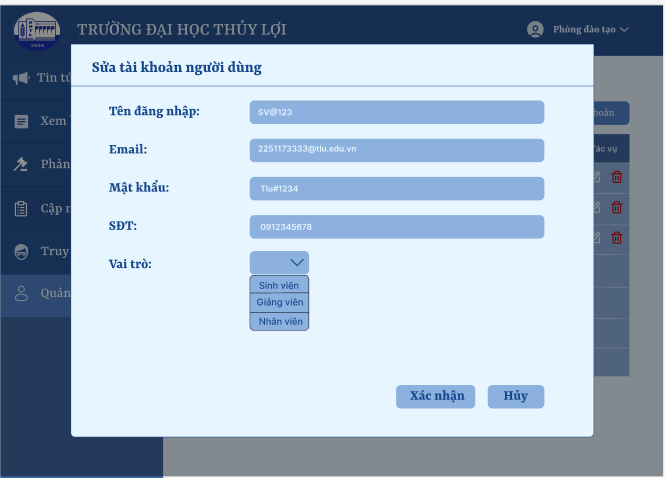 TRƯỜNG ĐẠI HỌC THỦY LỢI
Phòng đào tạo
Tin tứ
Xem
Phản
Cập n
Truy
Quản
Sửa tài khoản người dùng
Tên đăng nhập:
SV@123
Email:
2251173333@tlu.edu.vn
Mật khẩu:
Tlu#1234
SĐT:
0912345678
Vai trò:
Sinh viên
Giảng viên
Nhân viên
Xác nhận
Hủy
hoản
Tác vụ